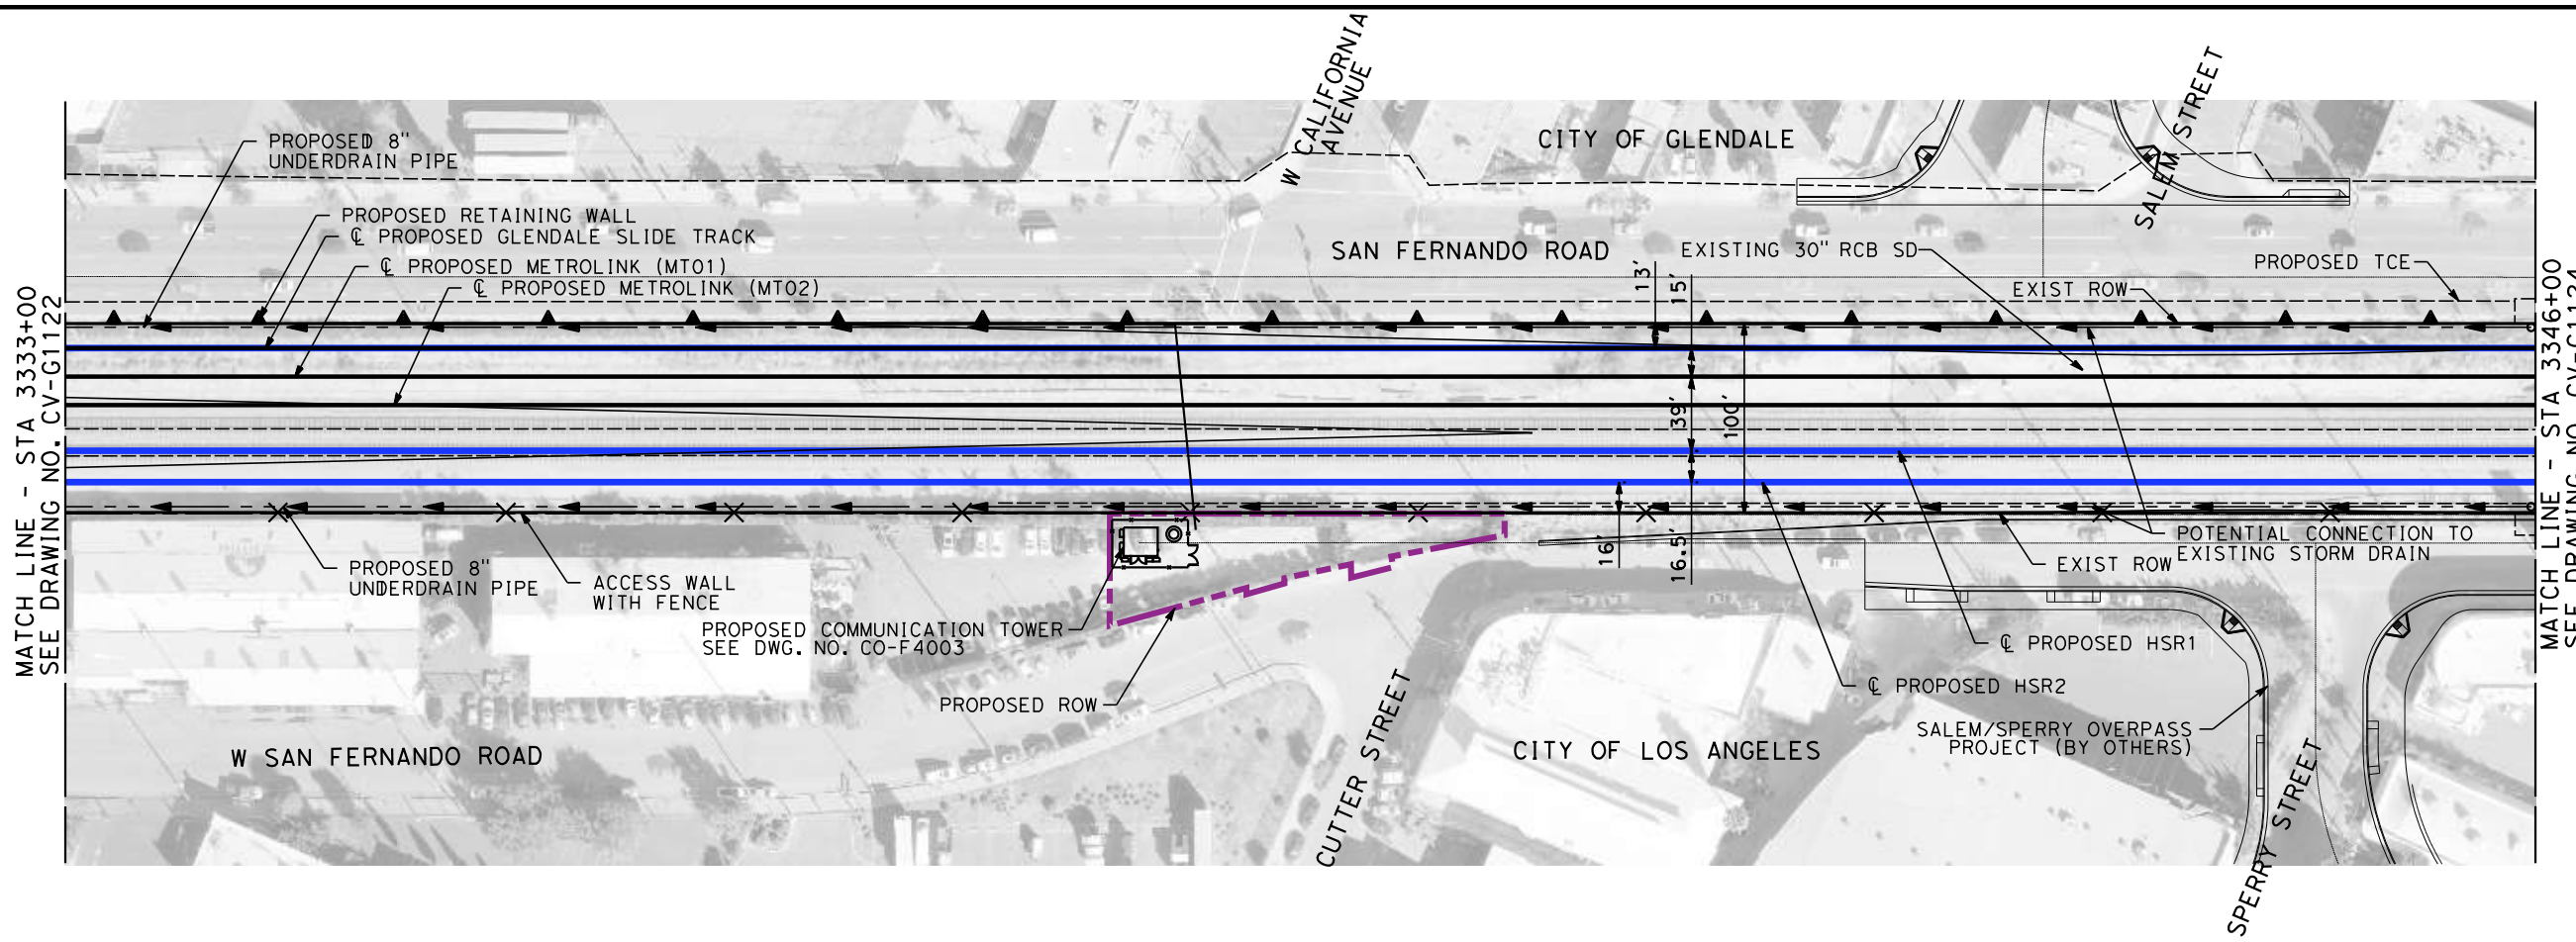 W CALIFORNIA
AVENUE
SALEM STREET
CITY OF GLENDALE
PROPOSED 8"
UNDERDRAIN PIPE
PROPOSED RETAINING WALL
℄ PROPOSED GLENDALE SLIDE TRACK
℄ PROPOSED METROLINK (MT01)
℄ PROPOSED METROLINK (MT02)
SAN FERNANDO ROAD
EXISTING 30" RCB SD
PROPOSED TCE
EXIST ROW
13'
15'
39'
100'
16'
16.5'
MATCH LINE - STA 3333+00
SEE DRAWING NO. CV-G1122
MATCH LINE - STA 3346+00
SEE DRAWING NO. CV-G1124
POTENTIAL CONNECTION TO
EXISTING STORM DRAIN
EXIST ROW
PROPOSED 8"
UNDERDRAIN PIPE
ACCESS WALL
WITH FENCE
PROPOSED COMMUNICATION TOWER
SEE DWG. NO. CO-F4003
PROPOSED ROW
℄ PROPOSED HSR1
℄ PROPOSED HSR2
SALEM/SPERRY OVERPASS
PROJECT (BY OTHERS)
W SAN FERNANDO ROAD
CUTTER STREET
CITY OF LOS ANGELES
SPERRY STREET